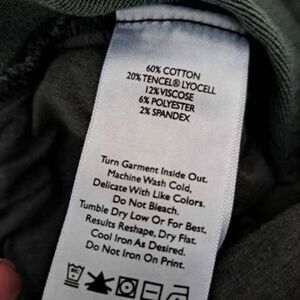 60% COTTON
20% TENCEL® LYOCELL
12% VISCOSE
6% POLYESTER
2% SPANDEX
Turn Garment Inside Out.
Machine Wash Cold,
Delicate With Like Colors.
Do Not Bleach.
Tumble Dry Low Or For Best.
Results Reshape, Dry Flat.
Cool Iron As Desired.
Do Not Iron On Print.